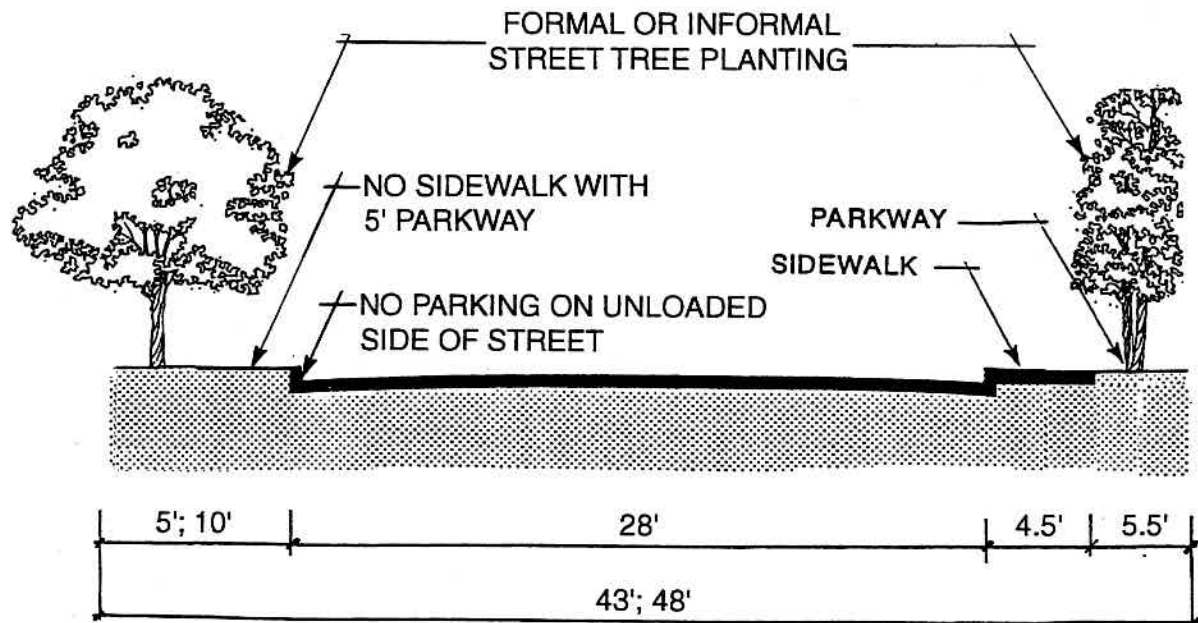 FORMAL OR INFORMAL
STREET TREE PLANTING
NO SIDEWALK WITH
5' PARKWAY
PARKWAY
SIDEWALK
NO PARKING ON UNLOADED
SIDE OF STREET
5'; 10'
28'
4.5'
5.5'
43'; 48'